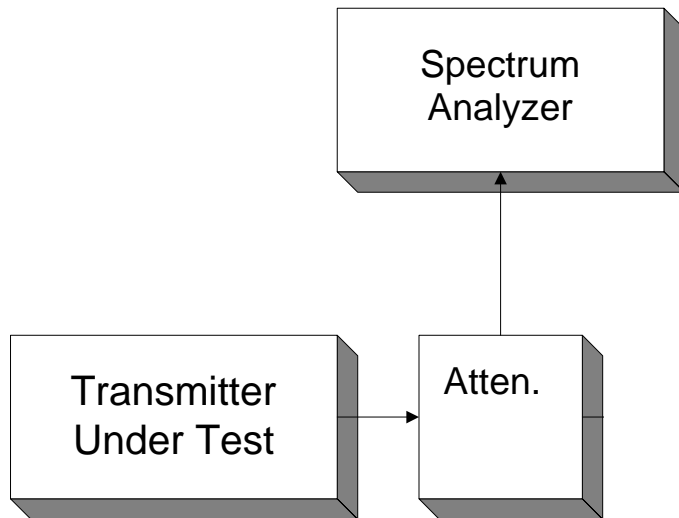 Spectrum
Analyzer
Transmitter
Under Test
Atten.